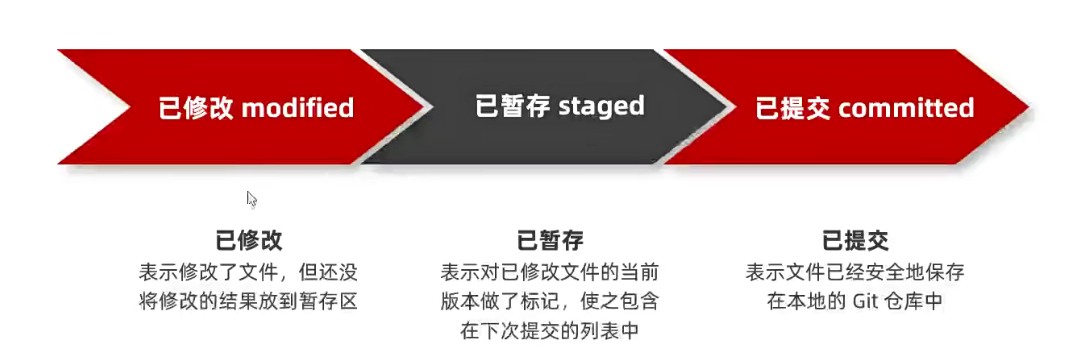 已修改 modified
已暂存 staged
已提交 committed
已修改
表示修改了文件，但还没
将修改的结果放到暂存区
已暂存
表示对已修改文件的当前
版本做了标记，使之包含
在下次提交的列表中
已提交
表示文件已经安全地保存
在本地的 Git 仓库中